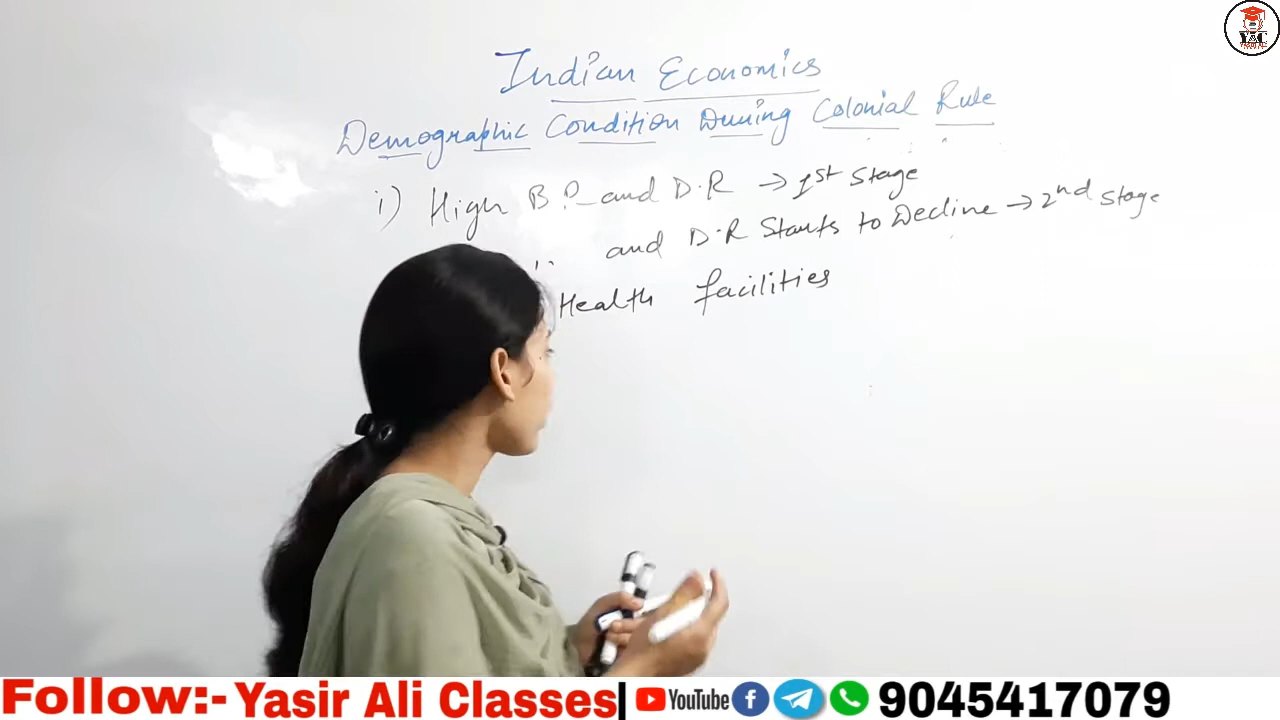 Indian Economics
Demographic Condition During Colonial Rule
i) High B.R and D.R → 1st Stage
and D.R Starts to Decline → 2nd Stage
Health facilities
Follow:- Yasir Ali Classes| YouTube 9045417079